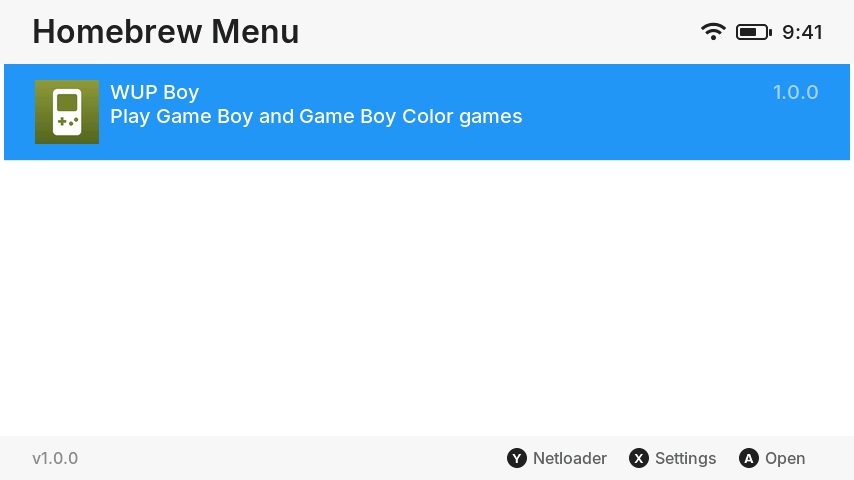 Homebrew Menu
9:41
WUP Boy
1.0.0
Play Game Boy and Game Boy Color games
v1.0.0
Y Netloader
X Settings
A Open